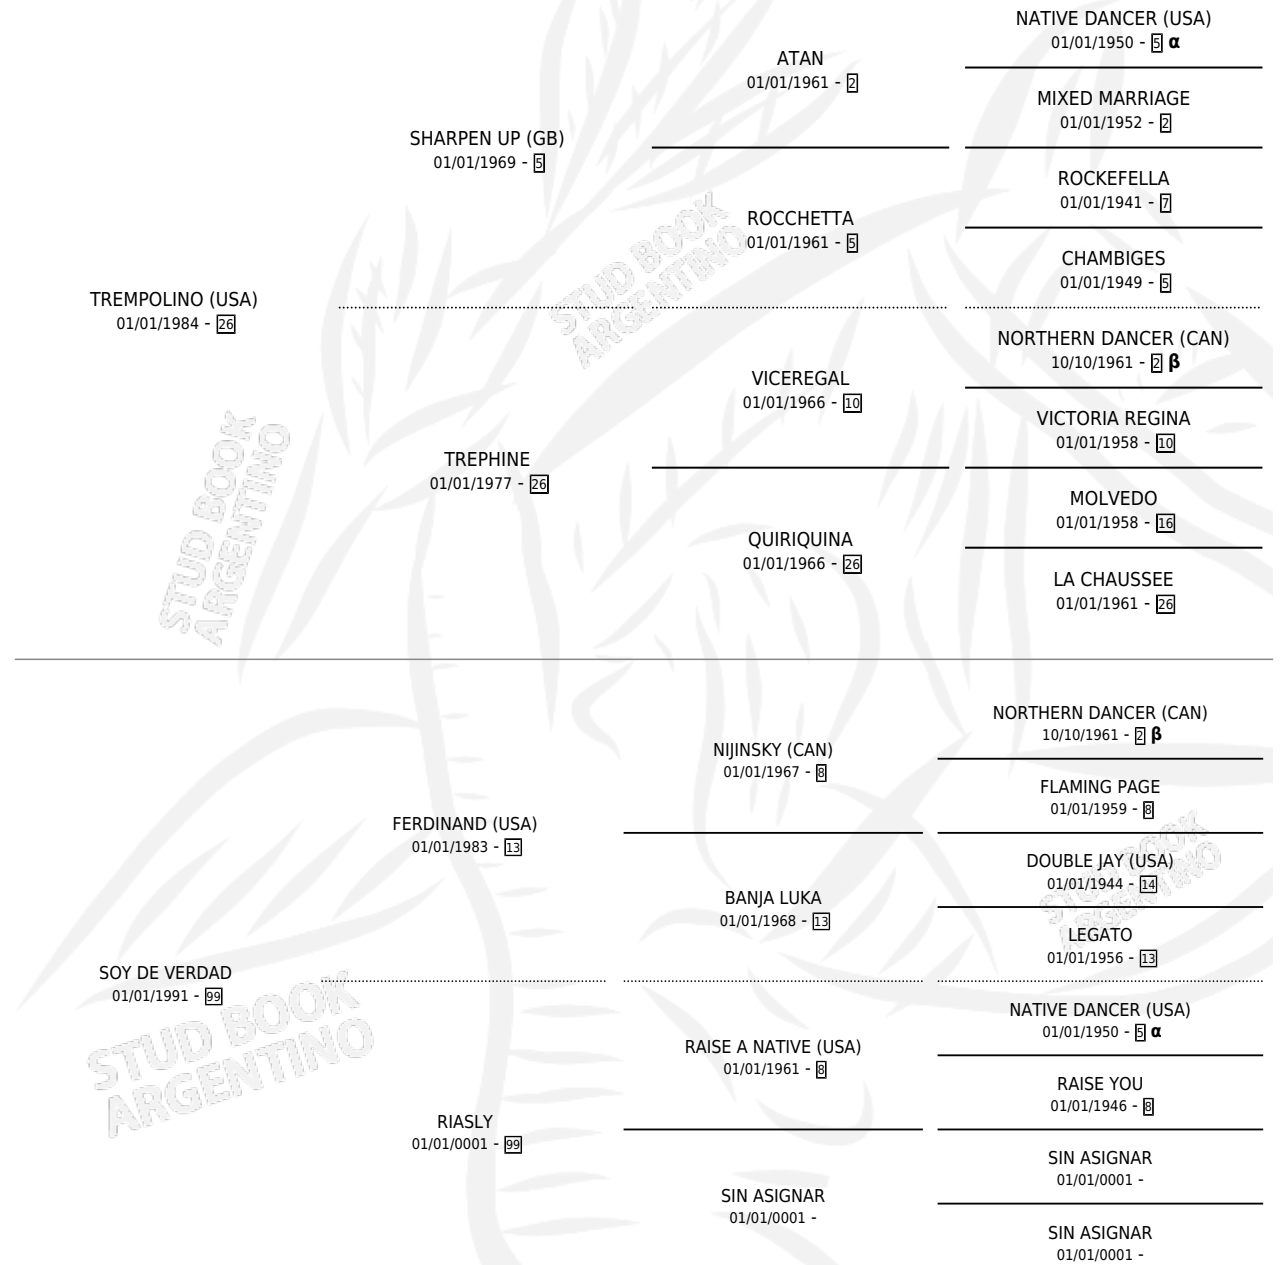 NATIVE DANCER (USA)
01/01/1950 - 5 α
ATAN
01/01/1961 - 2
MIXED MARRIAGE
01/01/1952 - 2
SHARPEN UP (GB)
01/01/1969 - 5
ROCKEFELLA
01/01/1941 - 7
ROCCHETTA
01/01/1961 - 5
CHAMBIGES
01/01/1949 - 5
TREMPOLINO (USA)
01/01/1984 - 26
NORTHERN DANCER (CAN)
10/10/1961 - 2 β
VICEREGAL
01/01/1966 - 10
VICTORIA REGINA
01/01/1958 - 10
TREPHINE
01/01/1977 - 26
MOLVEDO
01/01/1958 - 16
QUIRIQUINA
01/01/1966 - 26
LA CHAUSSEE
01/01/1961 - 26
NORTHERN DANCER (CAN)
10/10/1961 - 2 β
NIJINSKY (CAN)
01/01/1967 - 8
FLAMING PAGE
01/01/1959 - 8
FERDINAND (USA)
01/01/1983 - 13
DOUBLE JAY (USA)
01/01/1944 - 14
BANJA LUKA
01/01/1968 - 13
LEGATO
01/01/1956 - 13
SOY DE VERDAD
01/01/1991 - 99
NATIVE DANCER (USA)
01/01/1950 - 5 α
RAISE A NATIVE (USA)
01/01/1961 - 8
RAISE YOU
01/01/1946 - 8
RIASLY
01/01/0001 - 99
SIN ASIGNAR
01/01/0001 -
SIN ASIGNAR
01/01/0001 -
SIN ASIGNAR
01/01/0001 -
STUD BOOK
ARGENTINO
STUD BOOK
ARGENTINO
STUD BOOK
ARGENTINO
STUD BOOK
ARGENTINO